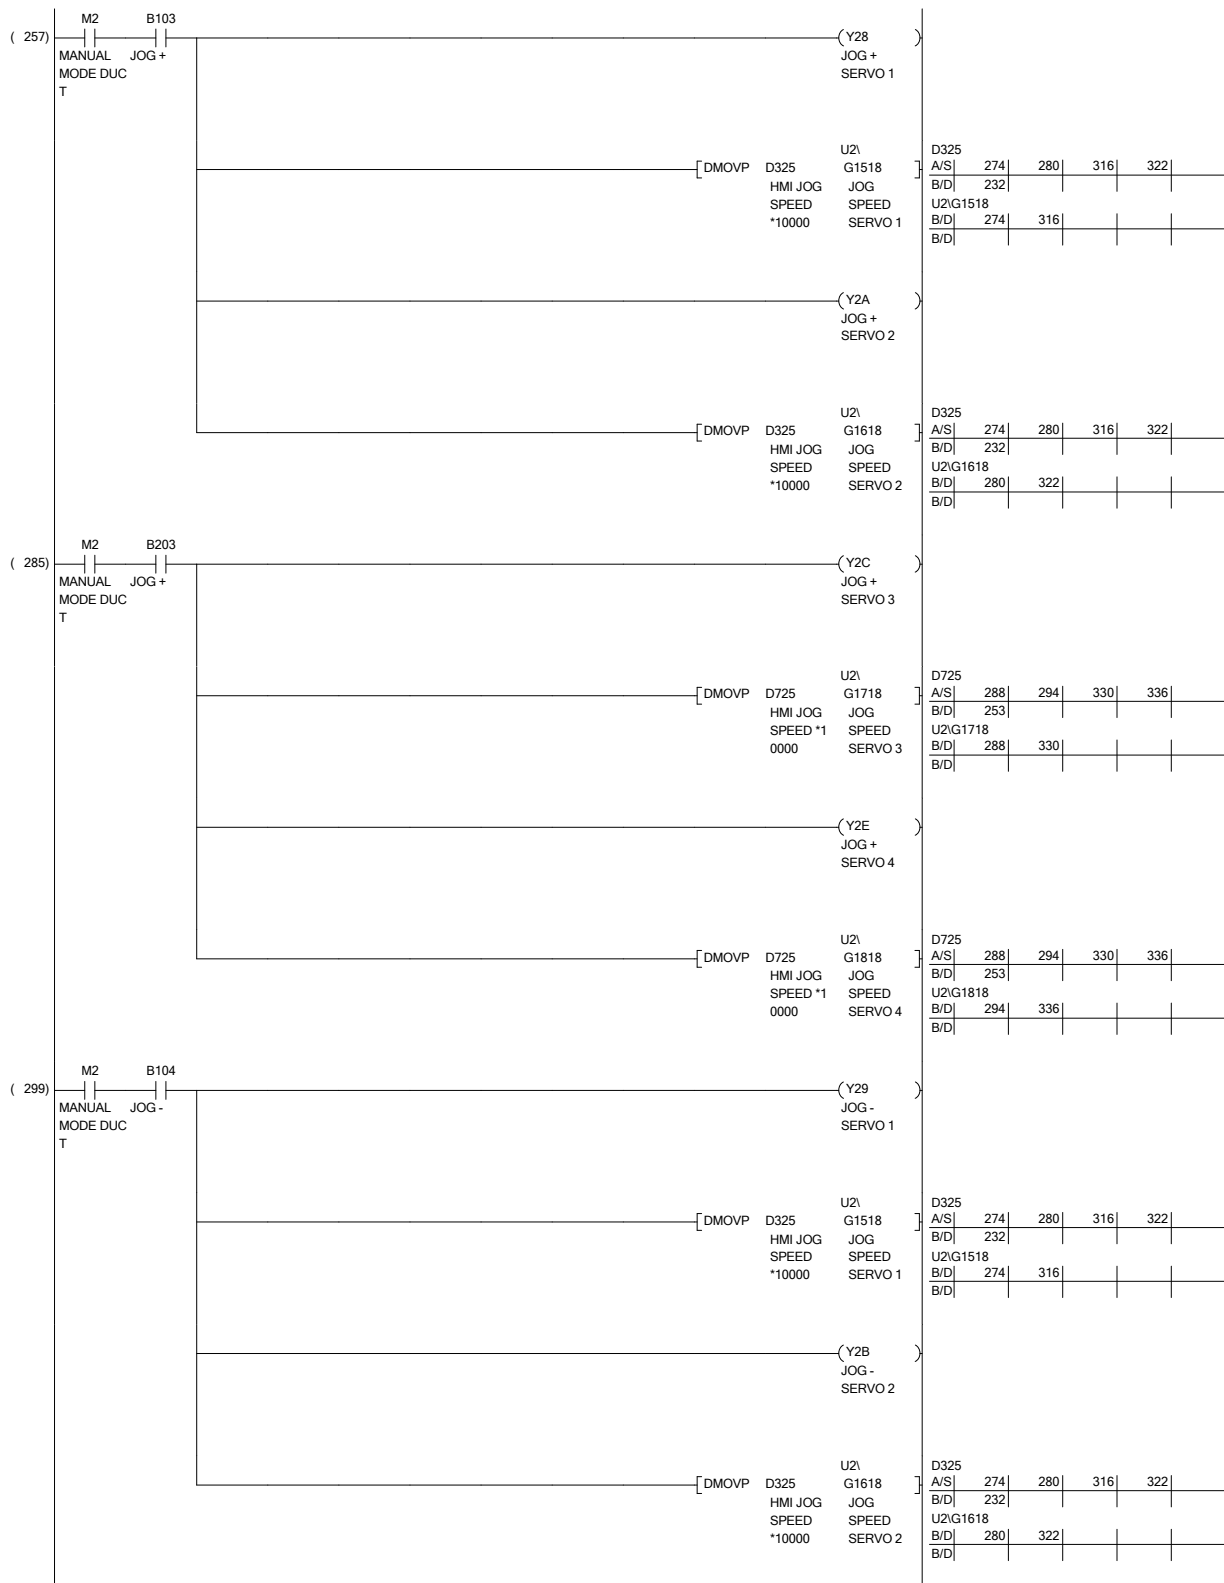 M2 B103
( 257) ( Y28 )
MANUAL JOG + JOG +
MODE DUC SERVO 1
T
U2\ D325
[ DMOVP D325 G1518 ] A/S 274 280 316 322
HMI JOG JOG B/D 232
SPEED SPEED U2\G1518
*10000 SERVO 1 B/D 274 316
B/D
( Y2A )
JOG +
SERVO 2
U2\ D325
[ DMOVP D325 G1618 ] A/S 274 280 316 322
HMI JOG JOG B/D 232
SPEED SPEED U2\G1618
*10000 SERVO 2 B/D 280 322
B/D
M2 B203
( 285) ( Y2C )
MANUAL JOG + JOG +
MODE DUC SERVO 3
T
U2\ D725
[ DMOVP D725 G1718 ] A/S 288 294 330 336
HMI JOG JOG B/D 253
SPEED *1 SPEED U2\G1718
0000 SERVO 3 B/D 288 330
B/D
( Y2E )
JOG +
SERVO 4
U2\ D725
[ DMOVP D725 G1818 ] A/S 288 294 330 336
HMI JOG JOG B/D 253
SPEED *1 SPEED U2\G1818
0000 SERVO 4 B/D 294 336
B/D
M2 B104
( 299) ( Y29 )
MANUAL JOG - JOG -
MODE DUC SERVO 1
T
U2\ D325
[ DMOVP D325 G1518 ] A/S 274 280 316 322
HMI JOG JOG B/D 232
SPEED SPEED U2\G1518
*10000 SERVO 1 B/D 274 316
B/D
( Y2B )
JOG -
SERVO 2
U2\ D325
[ DMOVP D325 G1618 ] A/S 274 280 316 322
HMI JOG JOG B/D 232
SPEED SPEED U2\G1618
*10000 SERVO 2 B/D 280 322
B/D